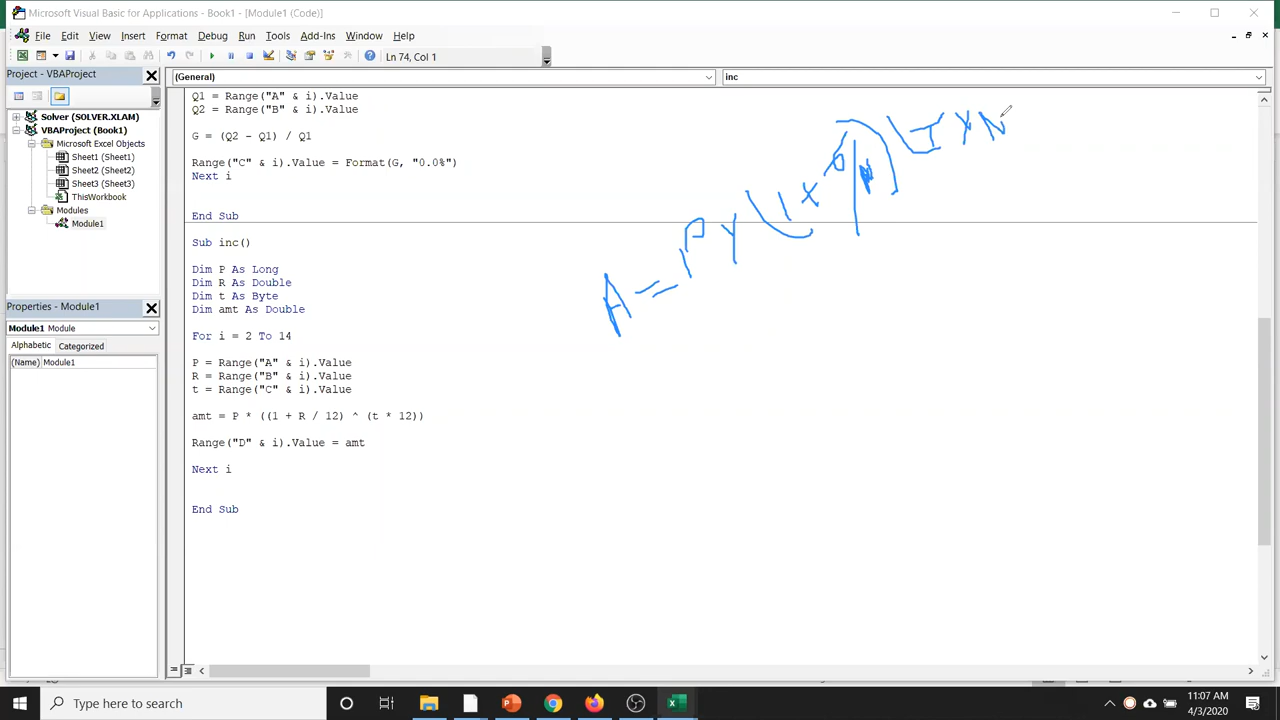 Microsoft Visual Basic for Applications - Book1 - [Module1 (Code)]
File Edit View Insert Format Debug Run Tools Add-Ins Window Help
Ln 74, Col 1
Project - VBAProject
(General)
inc
Solver (SOLVER.XLAM)
VBAProject (Book1)
Microsoft Excel Objects
Sheet1 (Sheet1)
Sheet2 (Sheet2)
Sheet3 (Sheet3)
ThisWorkbook
Modules
Module1
Properties - Module1
Module1 Module
Alphabetic Categorized
(Name) Module1
Q1 = Range("A" & i).Value
Q2 = Range("B" & i).Value
G = (Q2 - Q1) / Q1
Range("C" & i).Value = Format(G, "0.0%")
Next i
End Sub
Sub inc()
Dim P As Long
Dim R As Double
Dim t As Byte
Dim amt As Double
For i = 2 To 14
P = Range("A" & i).Value
R = Range("B" & i).Value
t = Range("C" & i).Value
amt = P * ((1 + R / 12) ^ (t * 12))
Range("D" & i).Value = amt
Next i
End Sub
A = P
Type here to search
11:07 AM
4/3/2020